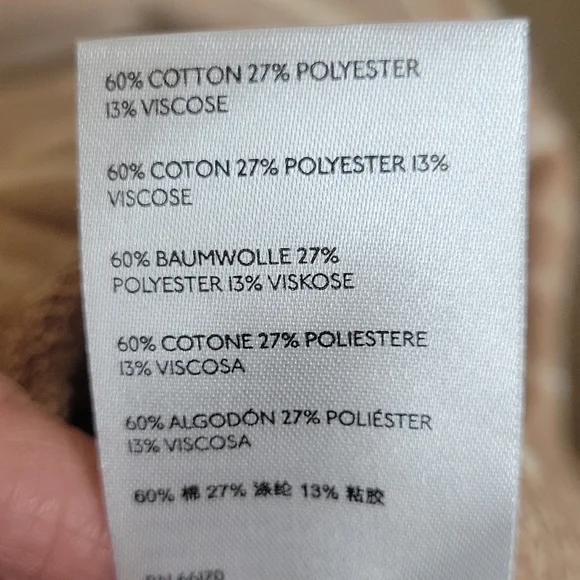 60% COTTON 27% POLYESTER
13% VISCOSE
60% COTON 27% POLYESTER 13%
VISCOSE
60% BAUMWOLLE 27%
POLYESTER 13% VISKOSE
60% COTONE 27% POLIESTERE
13% VISCOSA
60% ALGODÓN 27% POLIÉSTER
13% VISCOSA
60% 棉 27% 涤纶 13% 粘胶